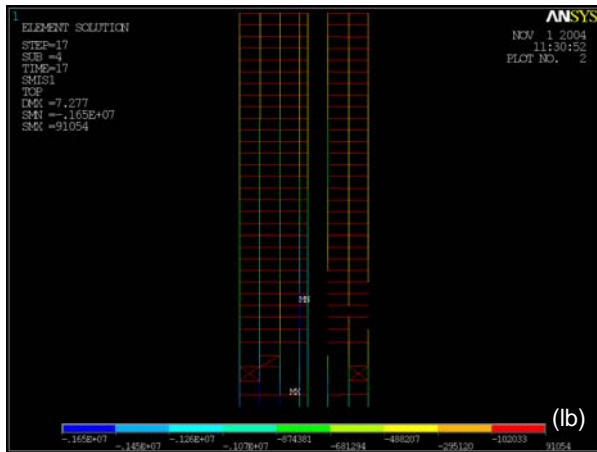 1
ELEMENT SOLUTION
STEP=17
SUB =4
TIME=17
SMIS1
TOP
DMX =7.277
SMN =-.165E+07
SMX =91054
ANSYS
NOV 1 2004
11:30:52
PLOT NO. 2
MN
MX
(lb)
-.165E+07 -.126E+07 -874381 -488207 -102033
-.145E+07 -.107E+07 -681294 -295120 91054